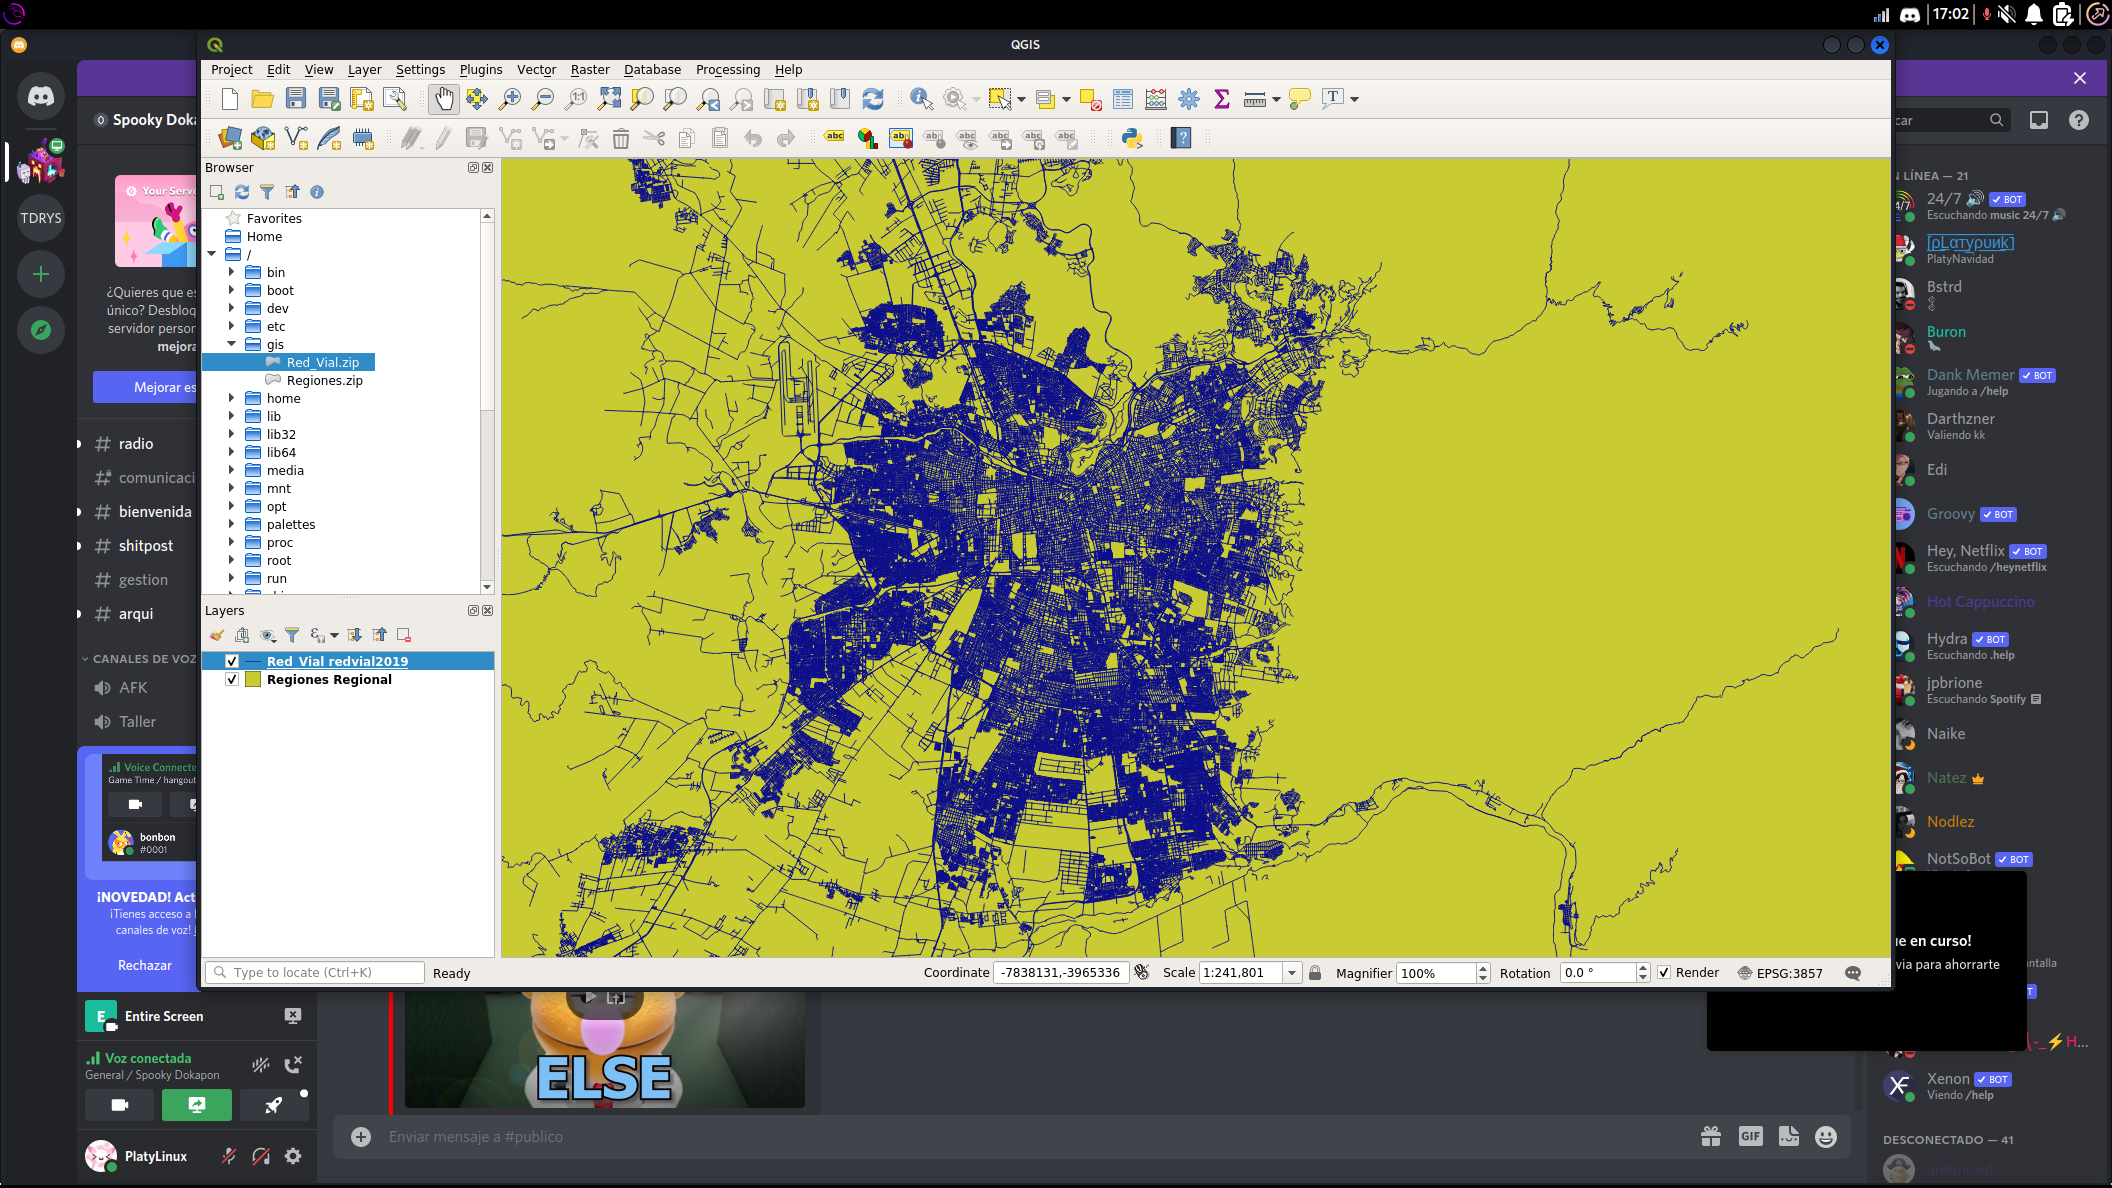 17:02
QGIS
Project Edit View Layer Settings Plugins Vector Raster Database Processing Help
Browser
Favorites
Home
/
bin
boot
dev
etc
gis
Red_Vial.zip
Regiones.zip
home
lib
lib32
lib64
media
mnt
opt
palettes
proc
root
run
Layers
Red_Vial redvial2019
Regiones Regional
Type to locate (Ctrl+K)
Ready
Coordinate -7838131,-3965336
Scale 1:241,801
Magnifier 100%
Rotation 0.0 °
Render
EPSG:3857
Spooky Doka
Your Serve
TDRYS
¿Quieres que es
único? Desbloq
servidor person
mejora
Mejorar es
radio
comunicaci
bienvenida
shitpost
gestion
arqui
CANALES DE VOZ
AFK
Taller
Voice Connecte
Game Time / hangout
bonbon
#0001
¡NOVEDAD! Act
¡Tienes acceso a l
canales de voz! ¡
Rechazar
E
Entire Screen
Voz conectada
General / Spooky Dokapon
PlatyLinux
ELSE
Enviar mensaje a #publico
GIF
car
N LÍNEA — 21
24/7 BOT
Escuchando music 24/7
PlatyNavidad
Bstrd
Buron
Dank Memer BOT
Jugando a /help
Darthzner
Valiendo kk
Edi
Groovy BOT
Hey, Netflix BOT
Escuchando /heynetflix
Hot Cappuccino
Hydra BOT
Escuchando .help
jpbrione
Escuchando Spotify
Naike
Natez
Nodlez
NotSoBot BOT
ue en curso!
via para ahorrarte
antalla
H...
Xenon BOT
Viendo /help
DESCONECTADO — 41